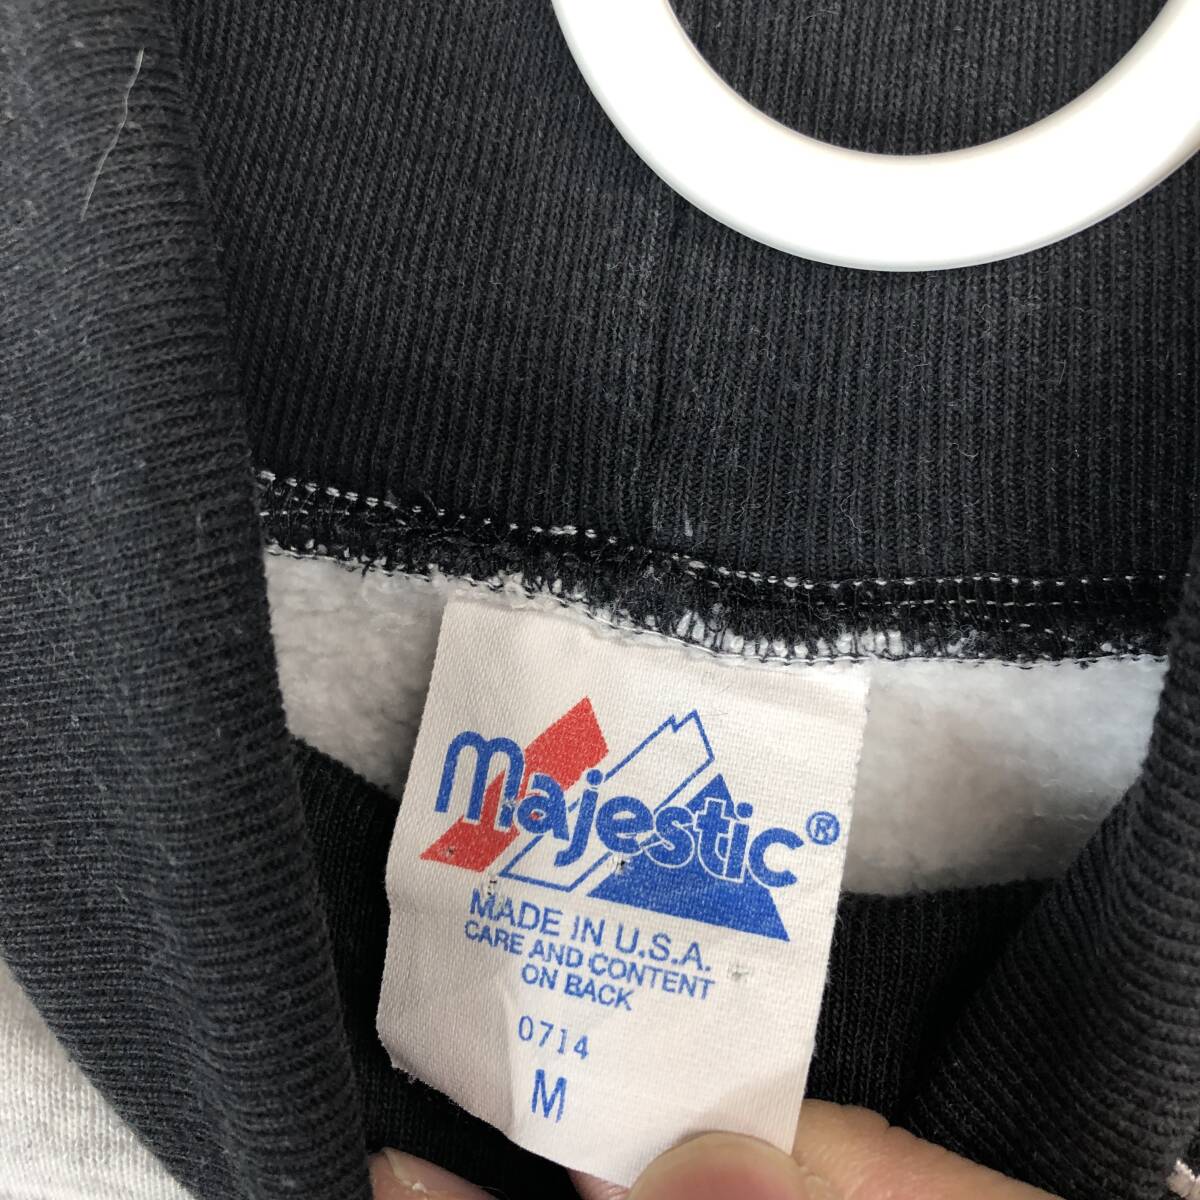 majestic®
MADE IN U.S.A.
CARE AND CONTENT
ON BACK
0714
M